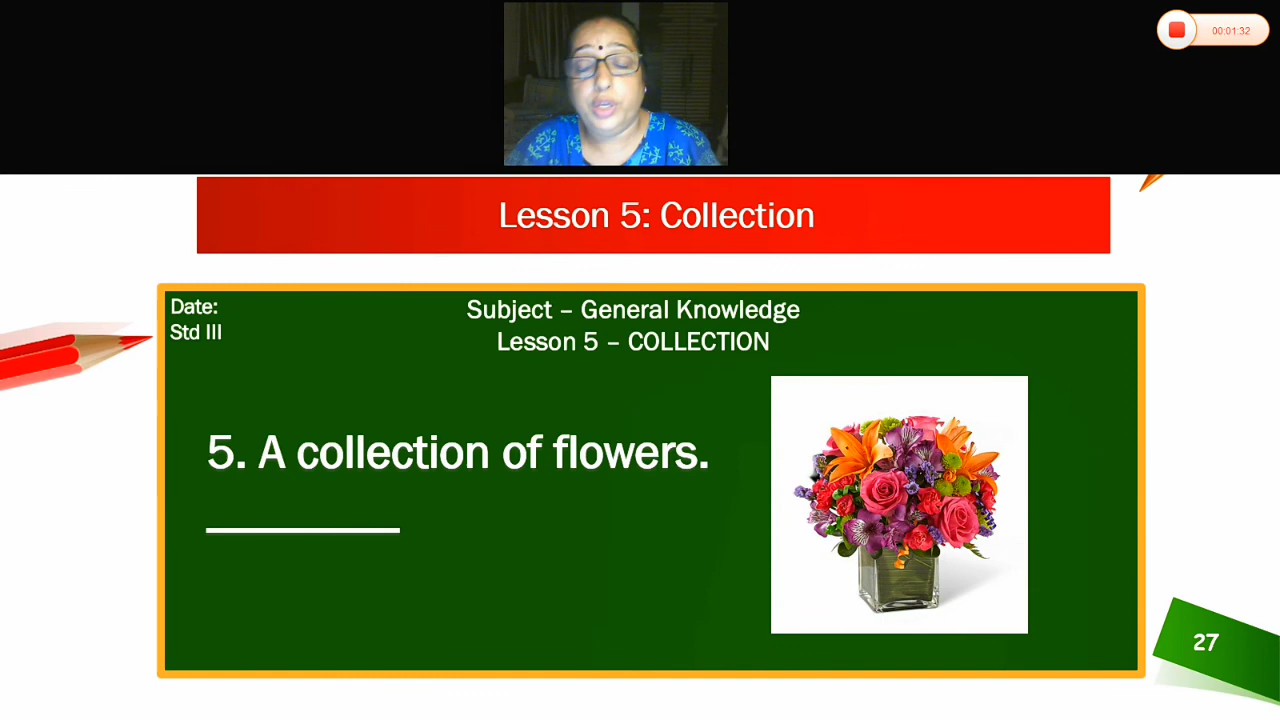 00:01:32
Lesson 5: Collection
Date:
Std III
Subject – General Knowledge
Lesson 5 – COLLECTION
5. A collection of flowers.
27